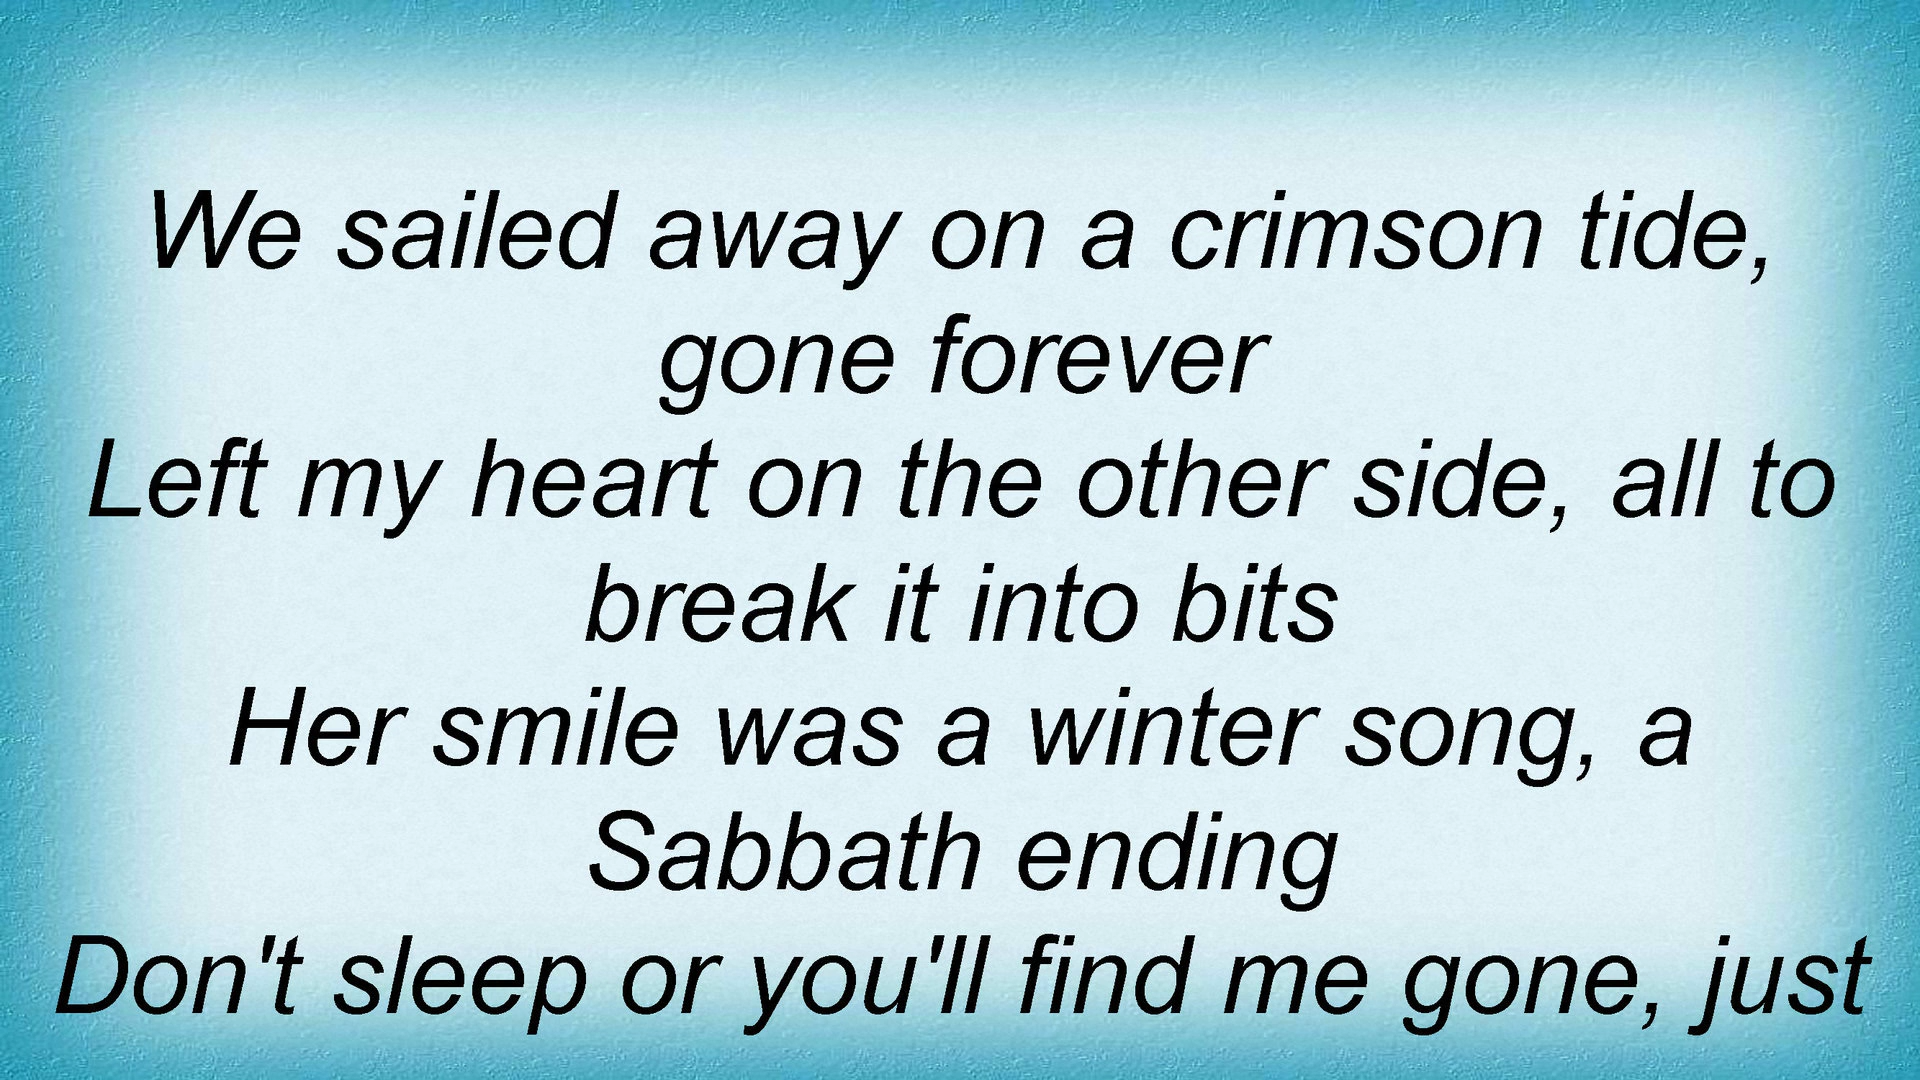 We sailed away on a crimson tide,
gone forever
Left my heart on the other side, all to
break it into bits
Her smile was a winter song, a
Sabbath ending
Don't sleep or you'll find me gone, just